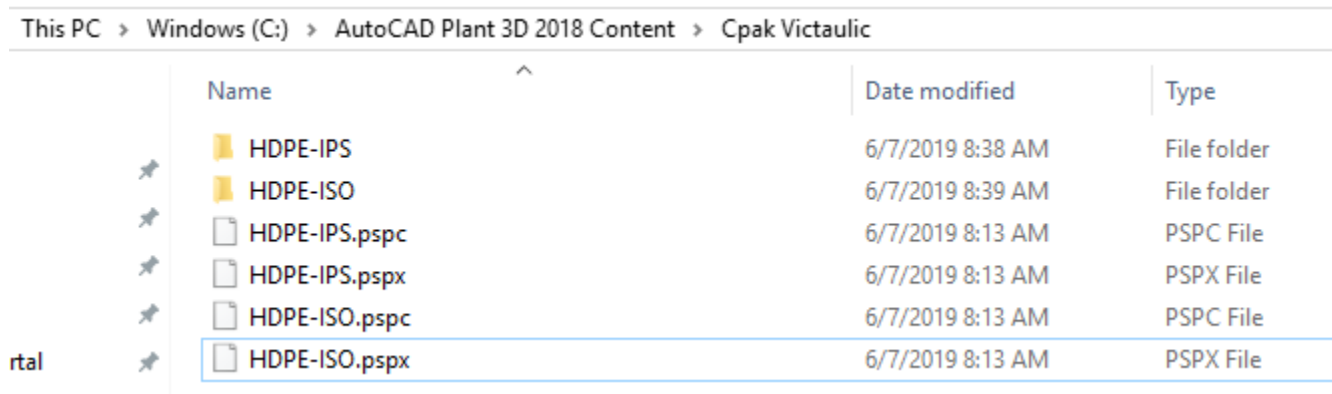 This PC > Windows (C:) > AutoCAD Plant 3D 2018 Content > Cpak Victaulic
Name Date modified Type
HDPE-IPS 6/7/2019 8:38 AM File folder
HDPE-ISO 6/7/2019 8:39 AM File folder
HDPE-IPS.pspc 6/7/2019 8:13 AM PSPC File
HDPE-IPS.pspx 6/7/2019 8:13 AM PSPX File
HDPE-ISO.pspc 6/7/2019 8:13 AM PSPC File
rtal HDPE-ISO.pspx 6/7/2019 8:13 AM PSPX File